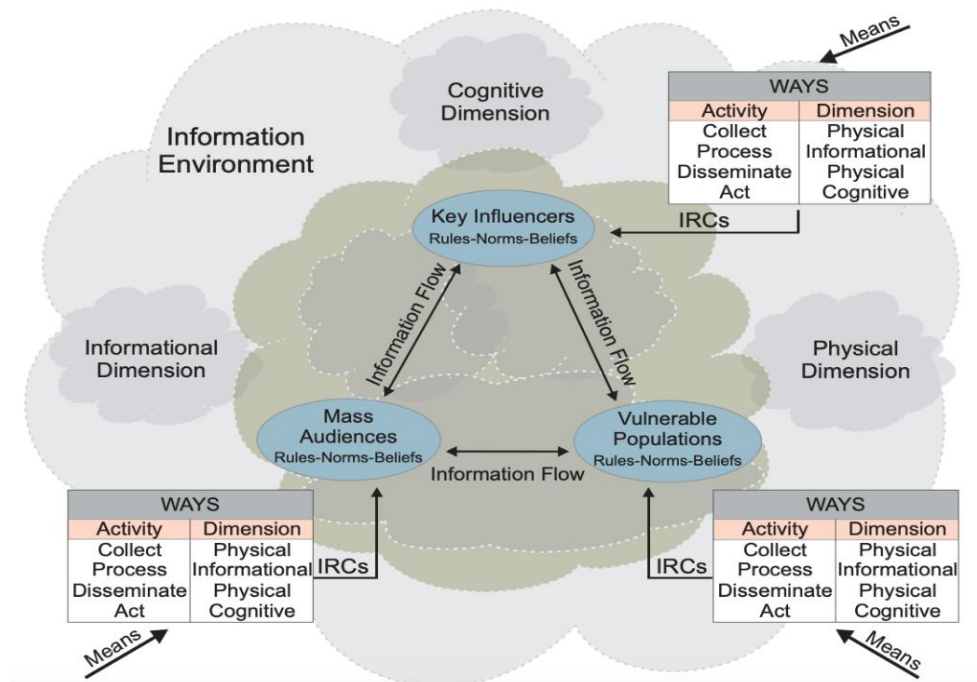 Means
WAYS
Activity Dimension
Collect Physical
Process Informational
Disseminate Physical
Act Cognitive
IRCs
Cognitive
Dimension
Information
Environment
Key Influencers
Rules-Norms-Beliefs
Information Flow
Information Flow
Informational
Dimension
Physical
Dimension
Mass
Audiences
Rules-Norms-Beliefs
Vulnerable
Populations
Rules-Norms-Beliefs
Information Flow
WAYS
Activity Dimension
Collect Physical
Process Informational
Disseminate Physical
Act Cognitive
IRCs
Means
WAYS
Activity Dimension
Collect Physical
Process Informational
Disseminate Physical
Act Cognitive
IRCs
Means